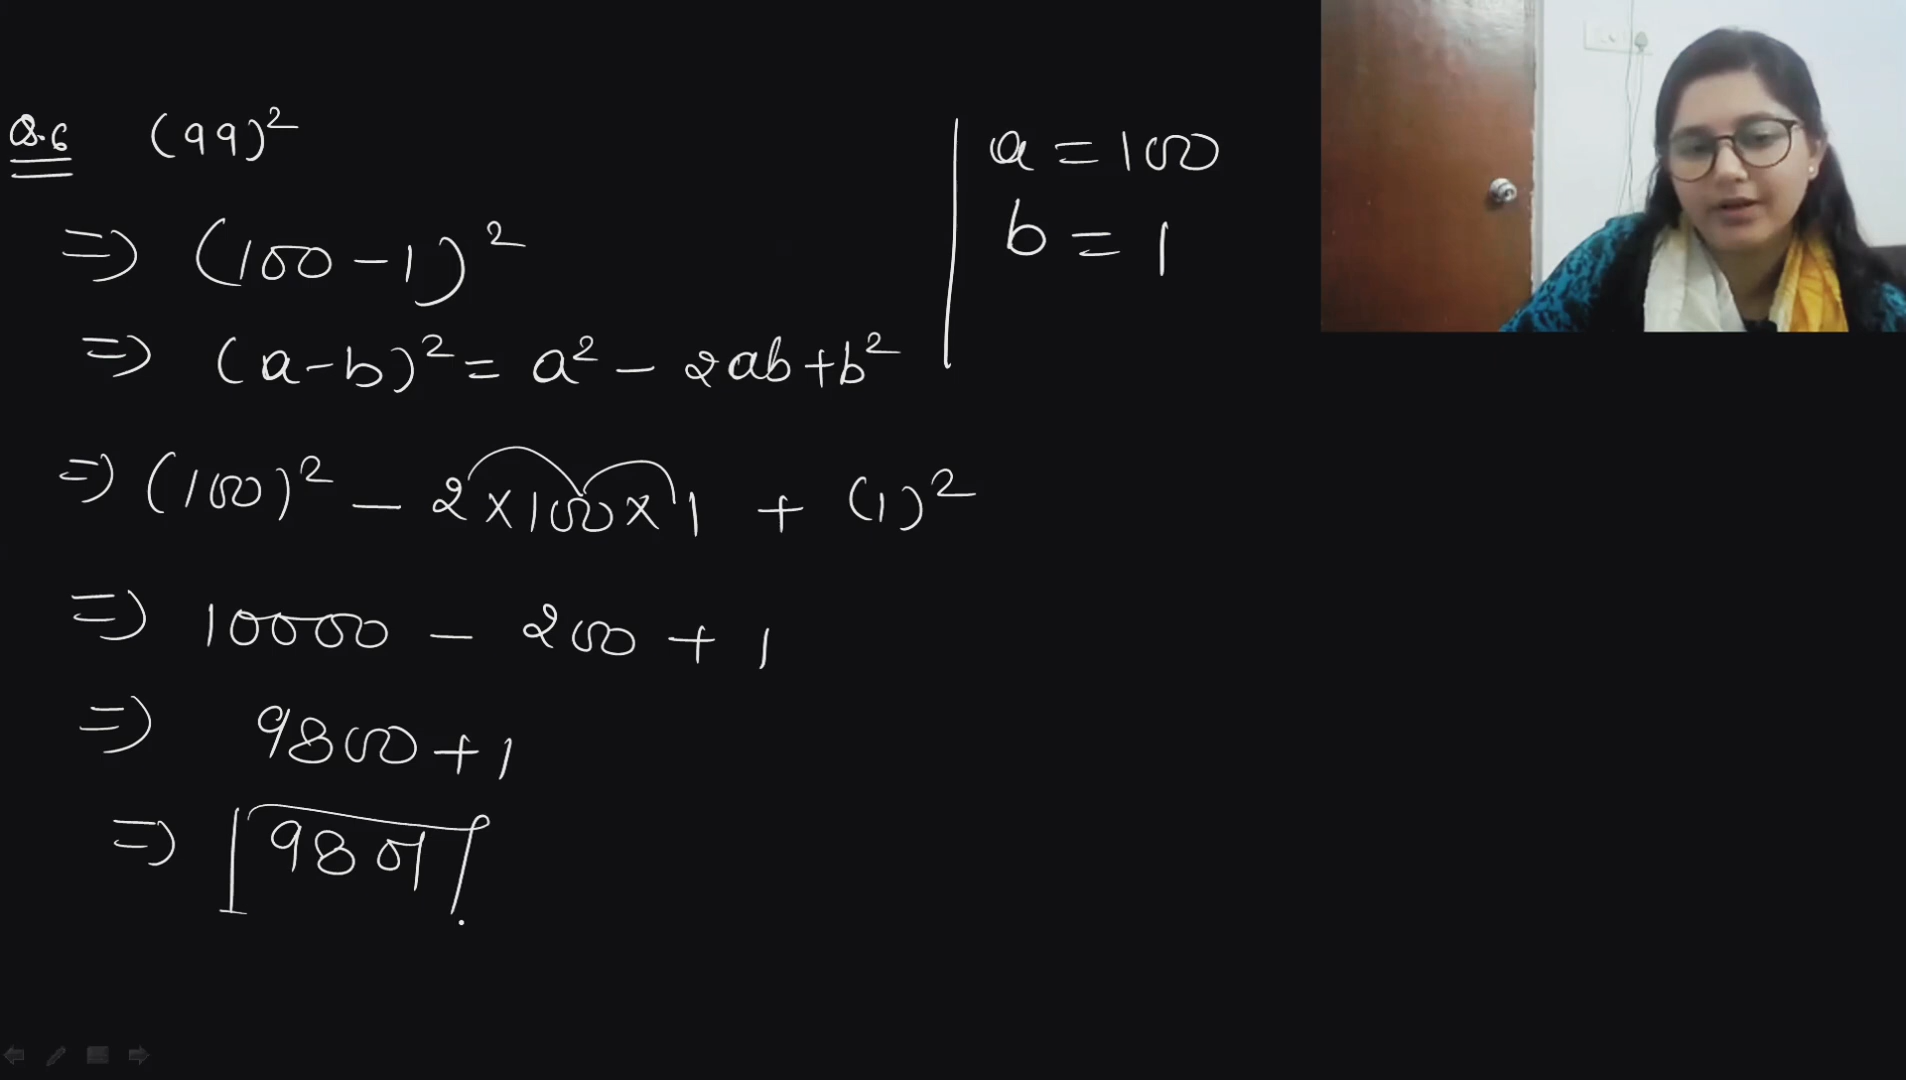 Q.6 (99)²
⇒ (100 - 1)²
⇒ (a-b)² = a² - 2ab + b²
⇒ (100)² - 2×100×1 + (1)²
⇒ 10000 - 200 + 1
⇒ 9800 + 1
⇒ 9801
a = 100
b = 1